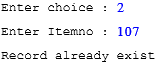 Enter choice : 2
Enter Itemno : 107
Record already exist